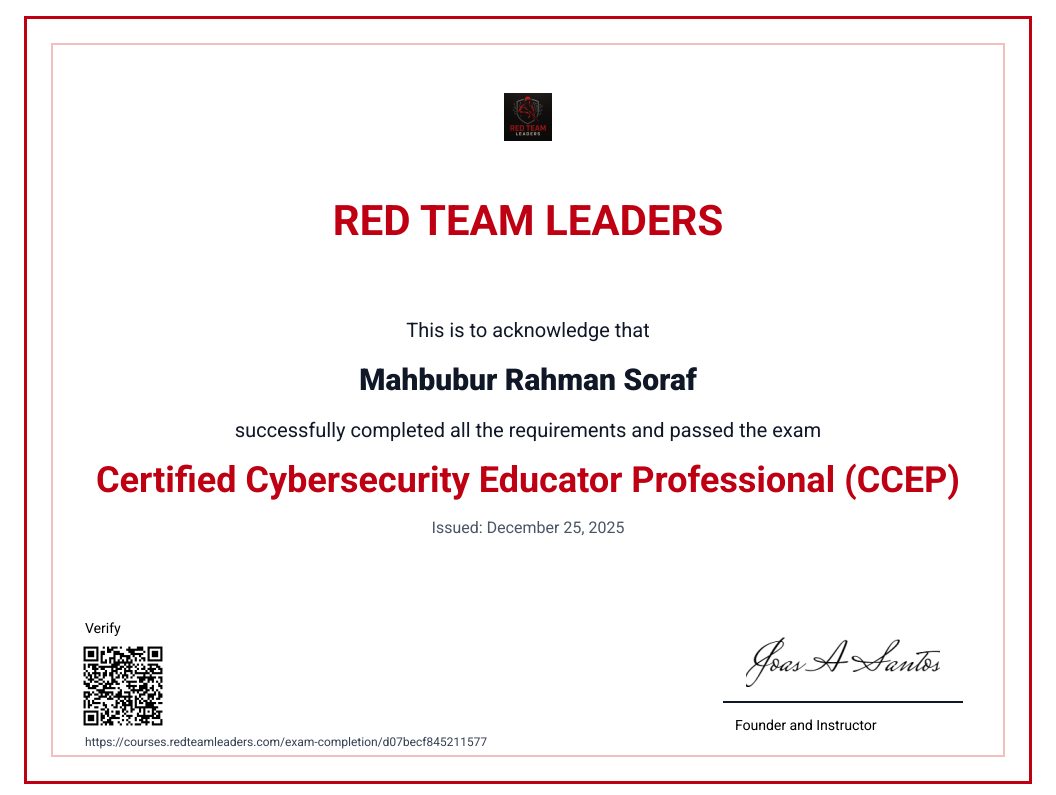 RED TEAM
LEADERS
RED TEAM LEADERS
This is to acknowledge that
Mahbubur Rahman Soraf
successfully completed all the requirements and passed the exam
Certified Cybersecurity Educator Professional (CCEP)
Issued: December 25, 2025
Verify
https://courses.redteamleaders.com/exam-completion/d07becf845211577
Joas A Santos
Founder and Instructor